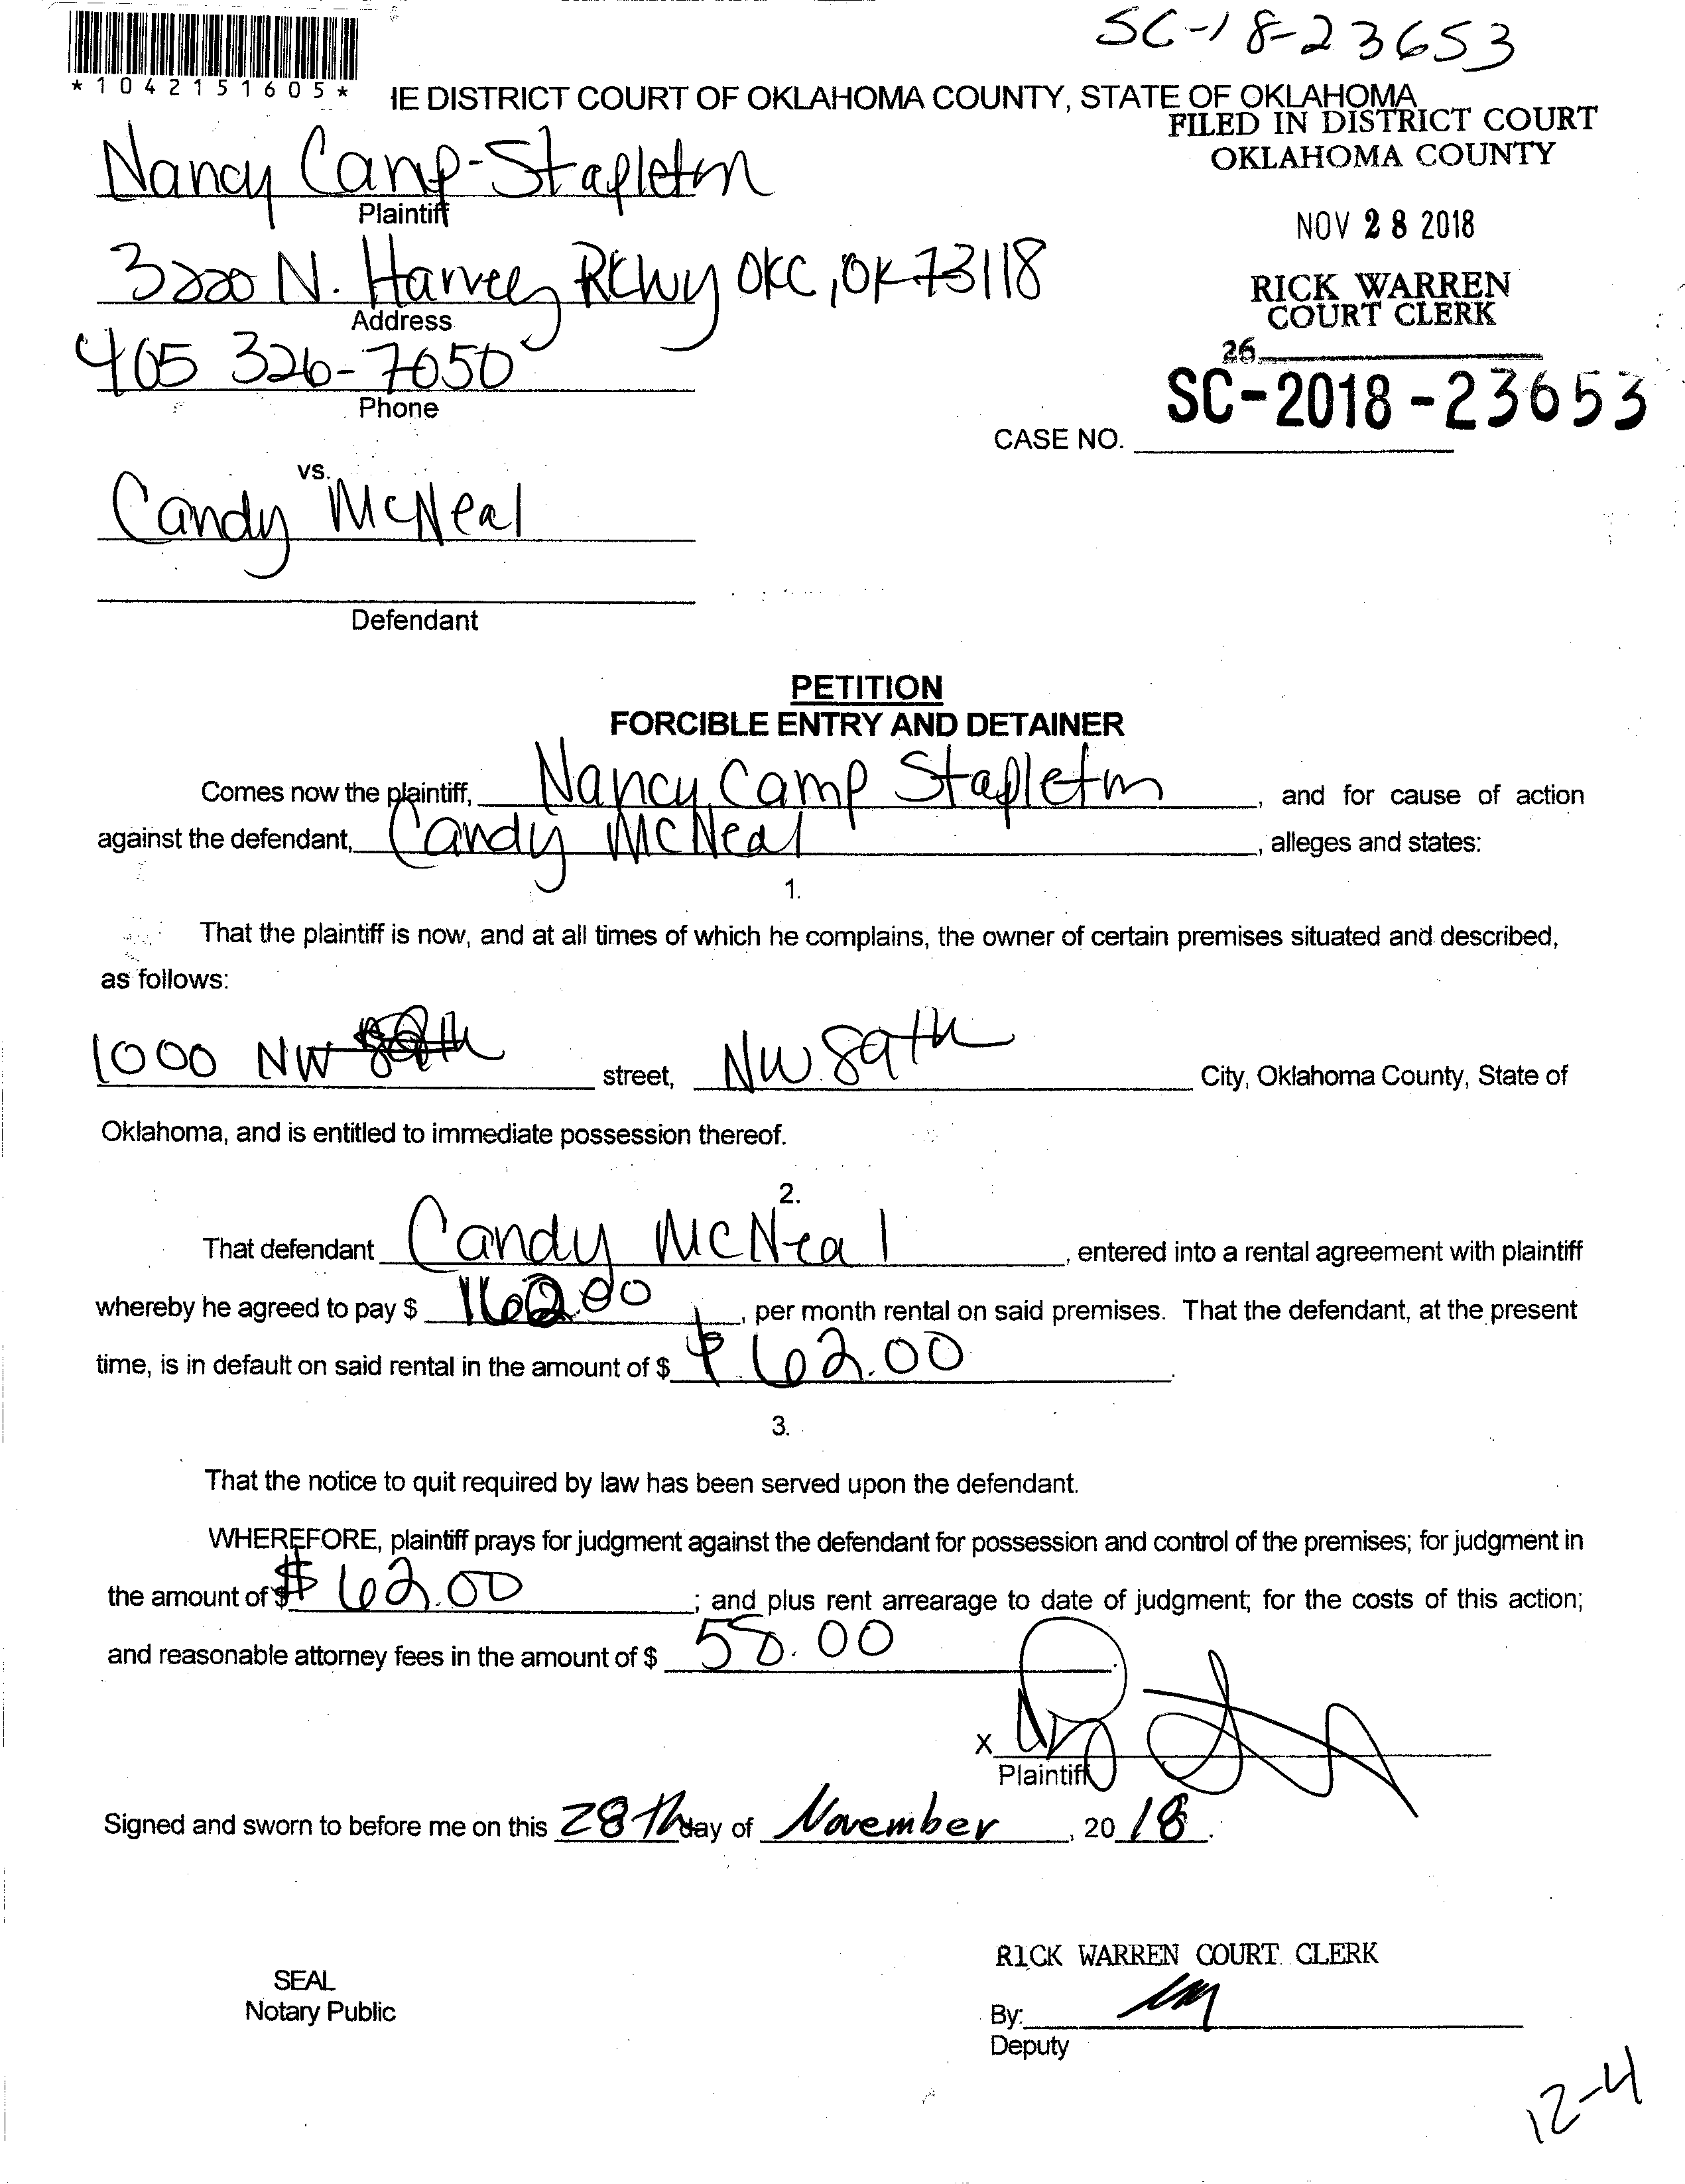 SC-18-23653
*1042151605*
IE DISTRICT COURT OF OKLAHOMA COUNTY, STATE OF OKLAHOMA
FILED IN DISTRICT COURT
OKLAHOMA COUNTY
Nancy Camp-Stapleton
Plaintiff
NOV 28 2018
3220 N. Harvey Pkwy OKC, OK 73118
Address
RICK WARREN
COURT CLERK
405 326-7050
Phone
26
SC-2018-23653
CASE NO.
vs.
Candy McNeal
Defendant
PETITION
FORCIBLE ENTRY AND DETAINER
Comes now the plaintiff, Nancy Camp Stapleton, and for cause of action
against the defendant, Candy McNeal, alleges and states:
1.
That the plaintiff is now, and at all times of which he complains, the owner of certain premises situated and described,
as follows:
1000 NW street, NW 89th City, Oklahoma County, State of
Oklahoma, and is entitled to immediate possession thereof.
2.
That defendant Candy McNeal, entered into a rental agreement with plaintiff
whereby he agreed to pay $ 162.00, per month rental on said premises. That the defendant, at the present
time, is in default on said rental in the amount of $ $62.00.
3.
That the notice to quit required by law has been served upon the defendant.
WHEREFORE, plaintiff prays for judgment against the defendant for possession and control of the premises; for judgment in
the amount of $ $62.00; and plus rent arrearage to date of judgment; for the costs of this action;
and reasonable attorney fees in the amount of $ 58.00
X
Plaintiff
Signed and sworn to before me on this 28th day of November, 2018.
RICK WARREN COURT CLERK
SEAL
Notary Public
By:
Deputy
12-4